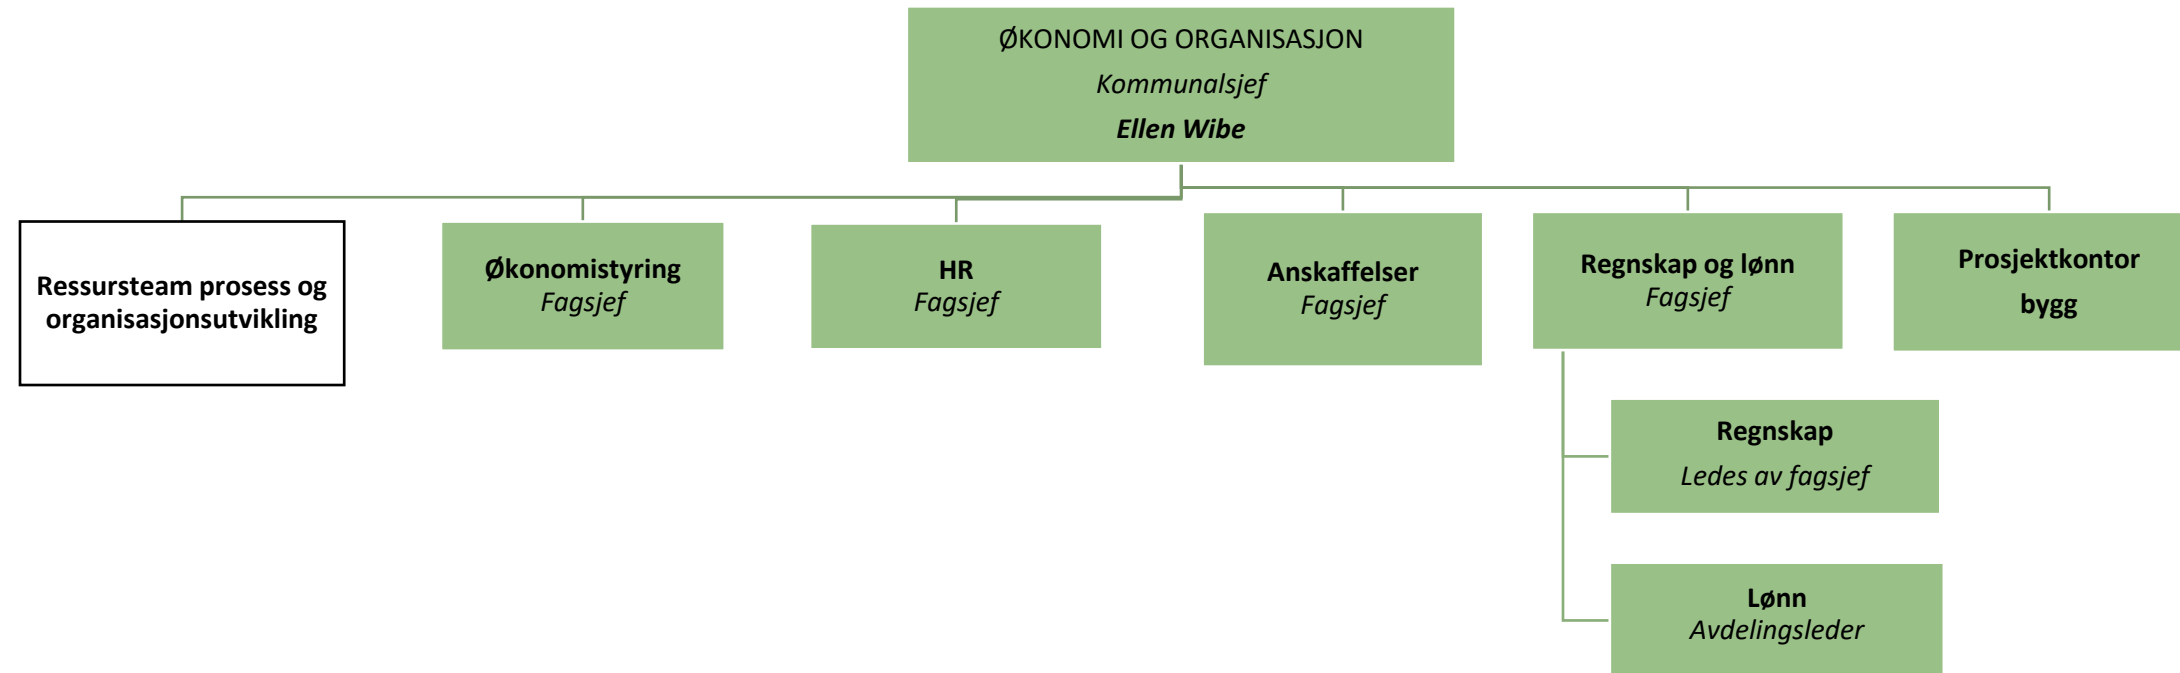 ØKONOMI OG ORGANISASJON
Kommunalsjef
Ellen Wibe
Ressursteam prosess og
organisasjonsutvikling
Økonomistyring
Fagsjef
HR
Fagsjef
Anskaffelser
Fagsjef
Regnskap og lønn
Fagsjef
Prosjektkontor
bygg
Regnskap
Ledes av fagsjef
Lønn
Avdelingsleder